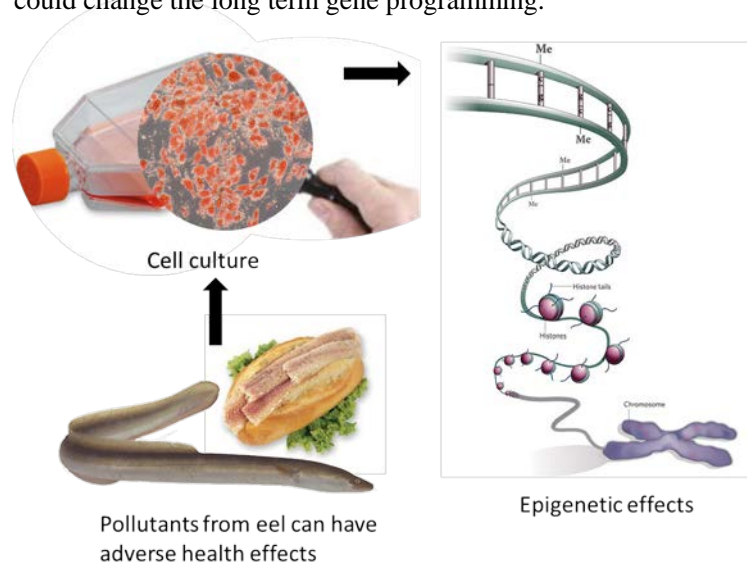 could change the long term gene programming.
Me
Me
Me
Me
Histone tails
Histones
Chromosome
Cell culture
Pollutants from eel can have
adverse health effects
Epigenetic effects